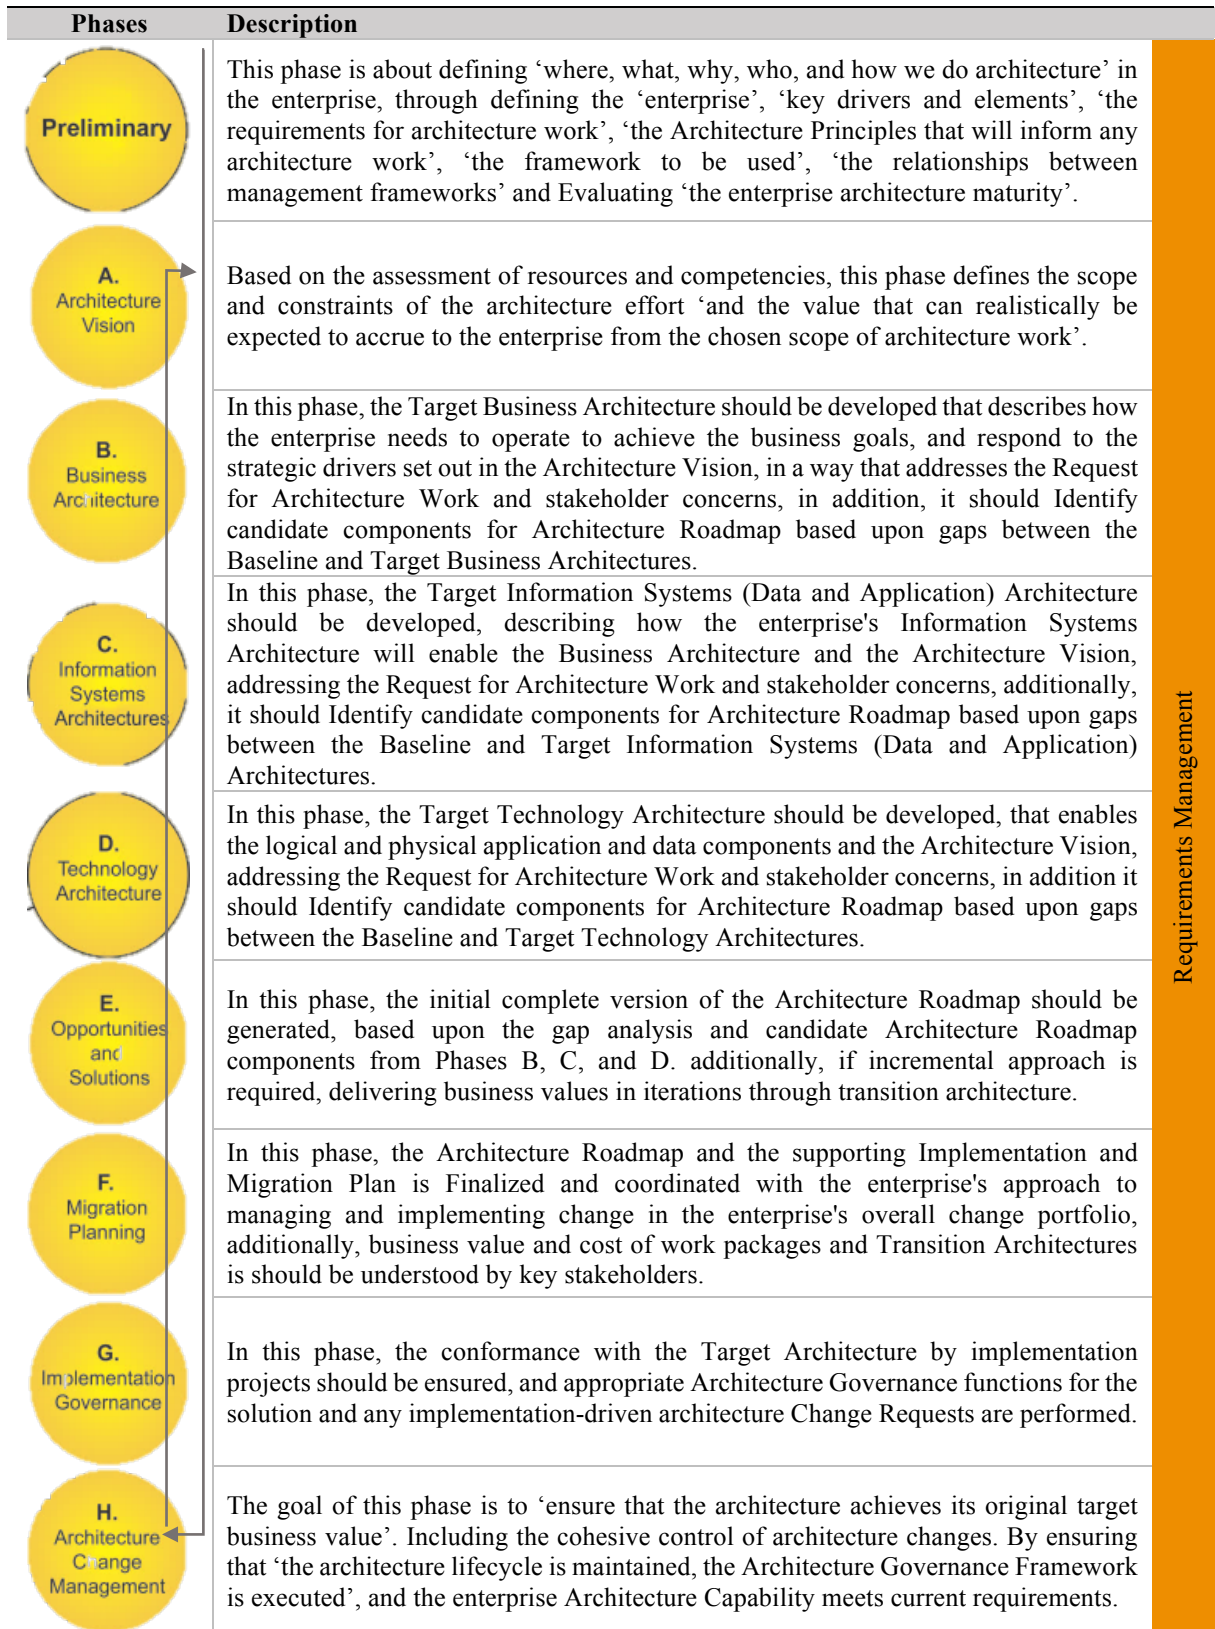 Phases Description
Preliminary
This phase is about defining ‘where, what, why, who, and how we do architecture’ in
the enterprise, through defining the ‘enterprise’, ‘key drivers and elements’, ‘the
requirements for architecture work’, ‘the Architecture Principles that will inform any
architecture work’, ‘the framework to be used’, ‘the relationships between
management frameworks’ and Evaluating ‘the enterprise architecture maturity’.
A.
Architecture
Vision
Based on the assessment of resources and competencies, this phase defines the scope
and constraints of the architecture effort ‘and the value that can realistically be
expected to accrue to the enterprise from the chosen scope of architecture work’.
B.
Business
Architecture
In this phase, the Target Business Architecture should be developed that describes how
the enterprise needs to operate to achieve the business goals, and respond to the
strategic drivers set out in the Architecture Vision, in a way that addresses the Request
for Architecture Work and stakeholder concerns, in addition, it should Identify
candidate components for Architecture Roadmap based upon gaps between the
Baseline and Target Business Architectures.
C.
Information
Systems
Architectures
In this phase, the Target Information Systems (Data and Application) Architecture
should be developed, describing how the enterprise's Information Systems
Architecture will enable the Business Architecture and the Architecture Vision,
addressing the Request for Architecture Work and stakeholder concerns, additionally,
it should Identify candidate components for Architecture Roadmap based upon gaps
between the Baseline and Target Information Systems (Data and Application)
Architectures.
D.
Technology
Architecture
In this phase, the Target Technology Architecture should be developed, that enables
the logical and physical application and data components and the Architecture Vision,
addressing the Request for Architecture Work and stakeholder concerns, in addition it
should Identify candidate components for Architecture Roadmap based upon gaps
between the Baseline and Target Technology Architectures.
E.
Opportunities
and
Solutions
In this phase, the initial complete version of the Architecture Roadmap should be
generated, based upon the gap analysis and candidate Architecture Roadmap
components from Phases B, C, and D. additionally, if incremental approach is
required, delivering business values in iterations through transition architecture.
F.
Migration
Planning
In this phase, the Architecture Roadmap and the supporting Implementation and
Migration Plan is Finalized and coordinated with the enterprise's approach to
managing and implementing change in the enterprise's overall change portfolio,
additionally, business value and cost of work packages and Transition Architectures
is should be understood by key stakeholders.
G.
Implementation
Governance
In this phase, the conformance with the Target Architecture by implementation
projects should be ensured, and appropriate Architecture Governance functions for the
solution and any implementation-driven architecture Change Requests are performed.
H.
Architecture
Change
Management
The goal of this phase is to ‘ensure that the architecture achieves its original target
business value’. Including the cohesive control of architecture changes. By ensuring
that ‘the architecture lifecycle is maintained, the Architecture Governance Framework
is executed’, and the enterprise Architecture Capability meets current requirements.
Requirements Management